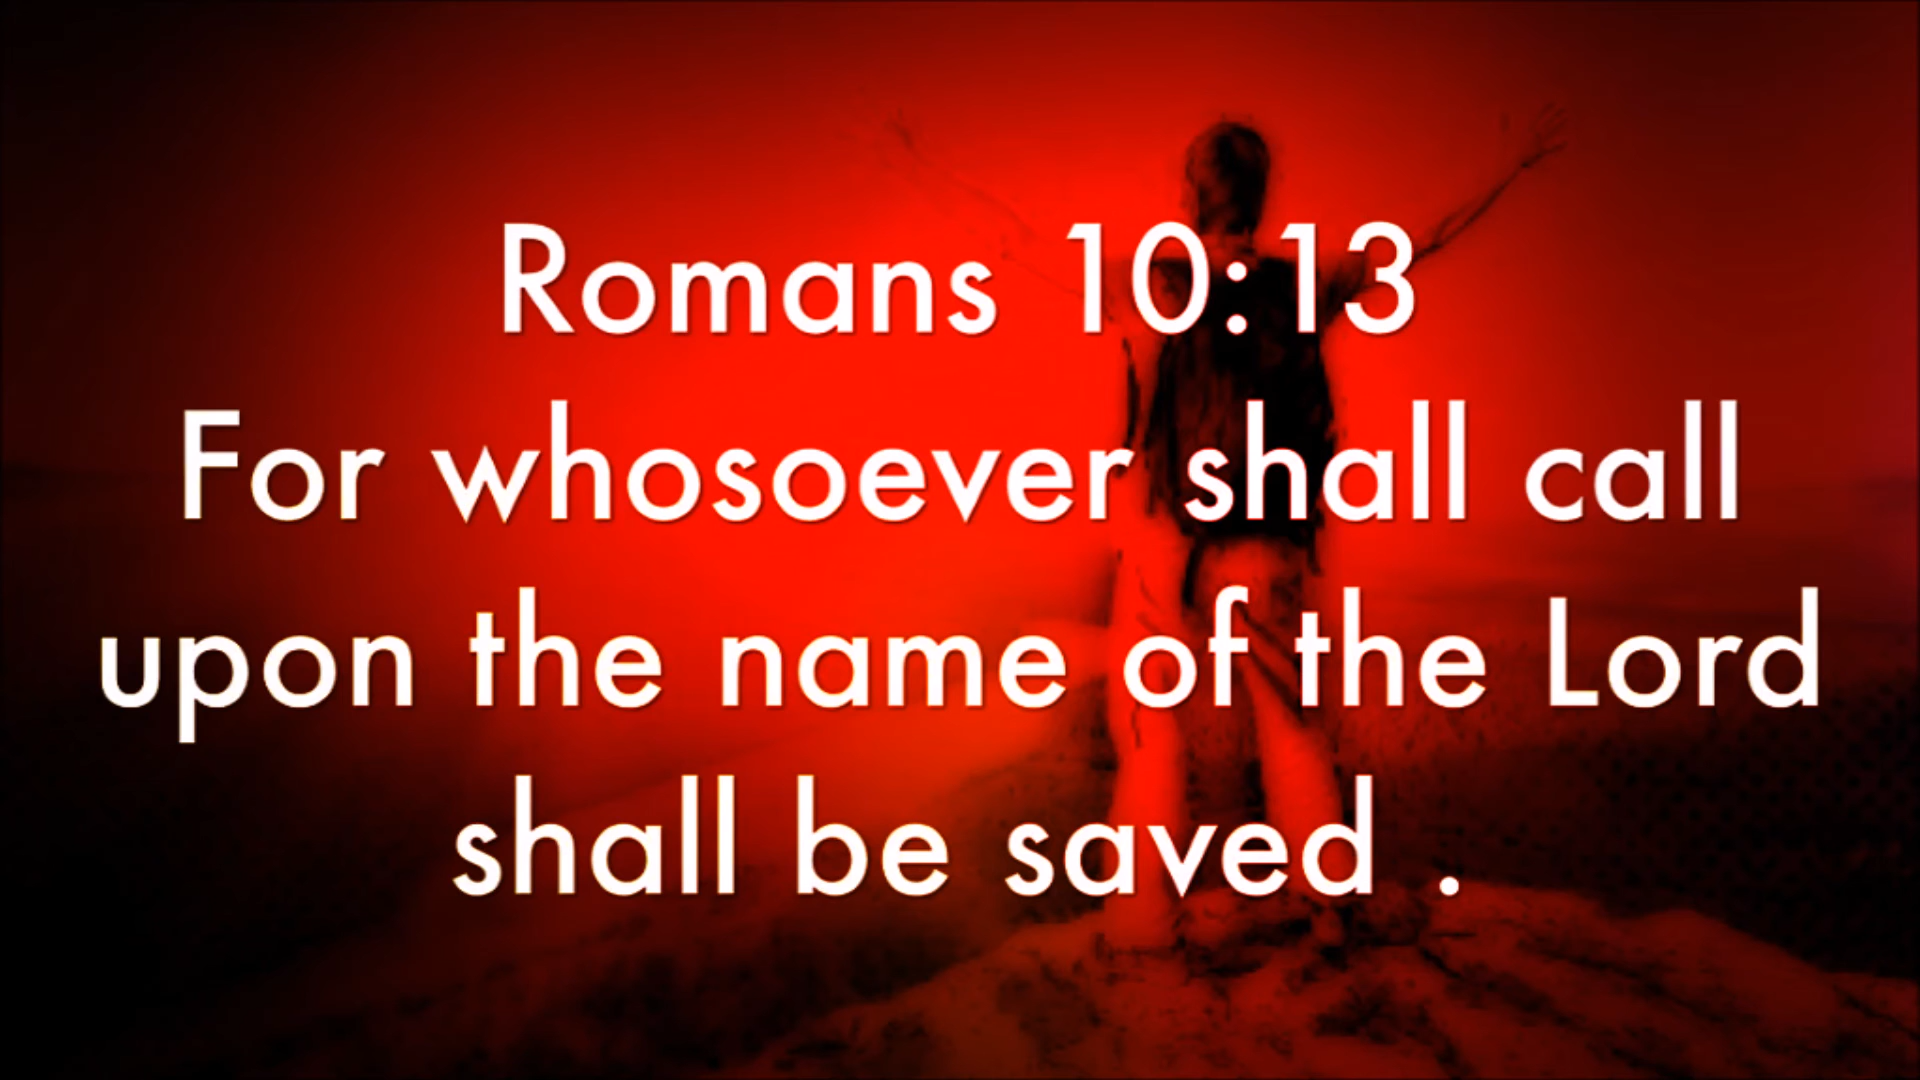 Romans 10:13
For whosoever shall call
upon the name of the Lord
shall be saved .